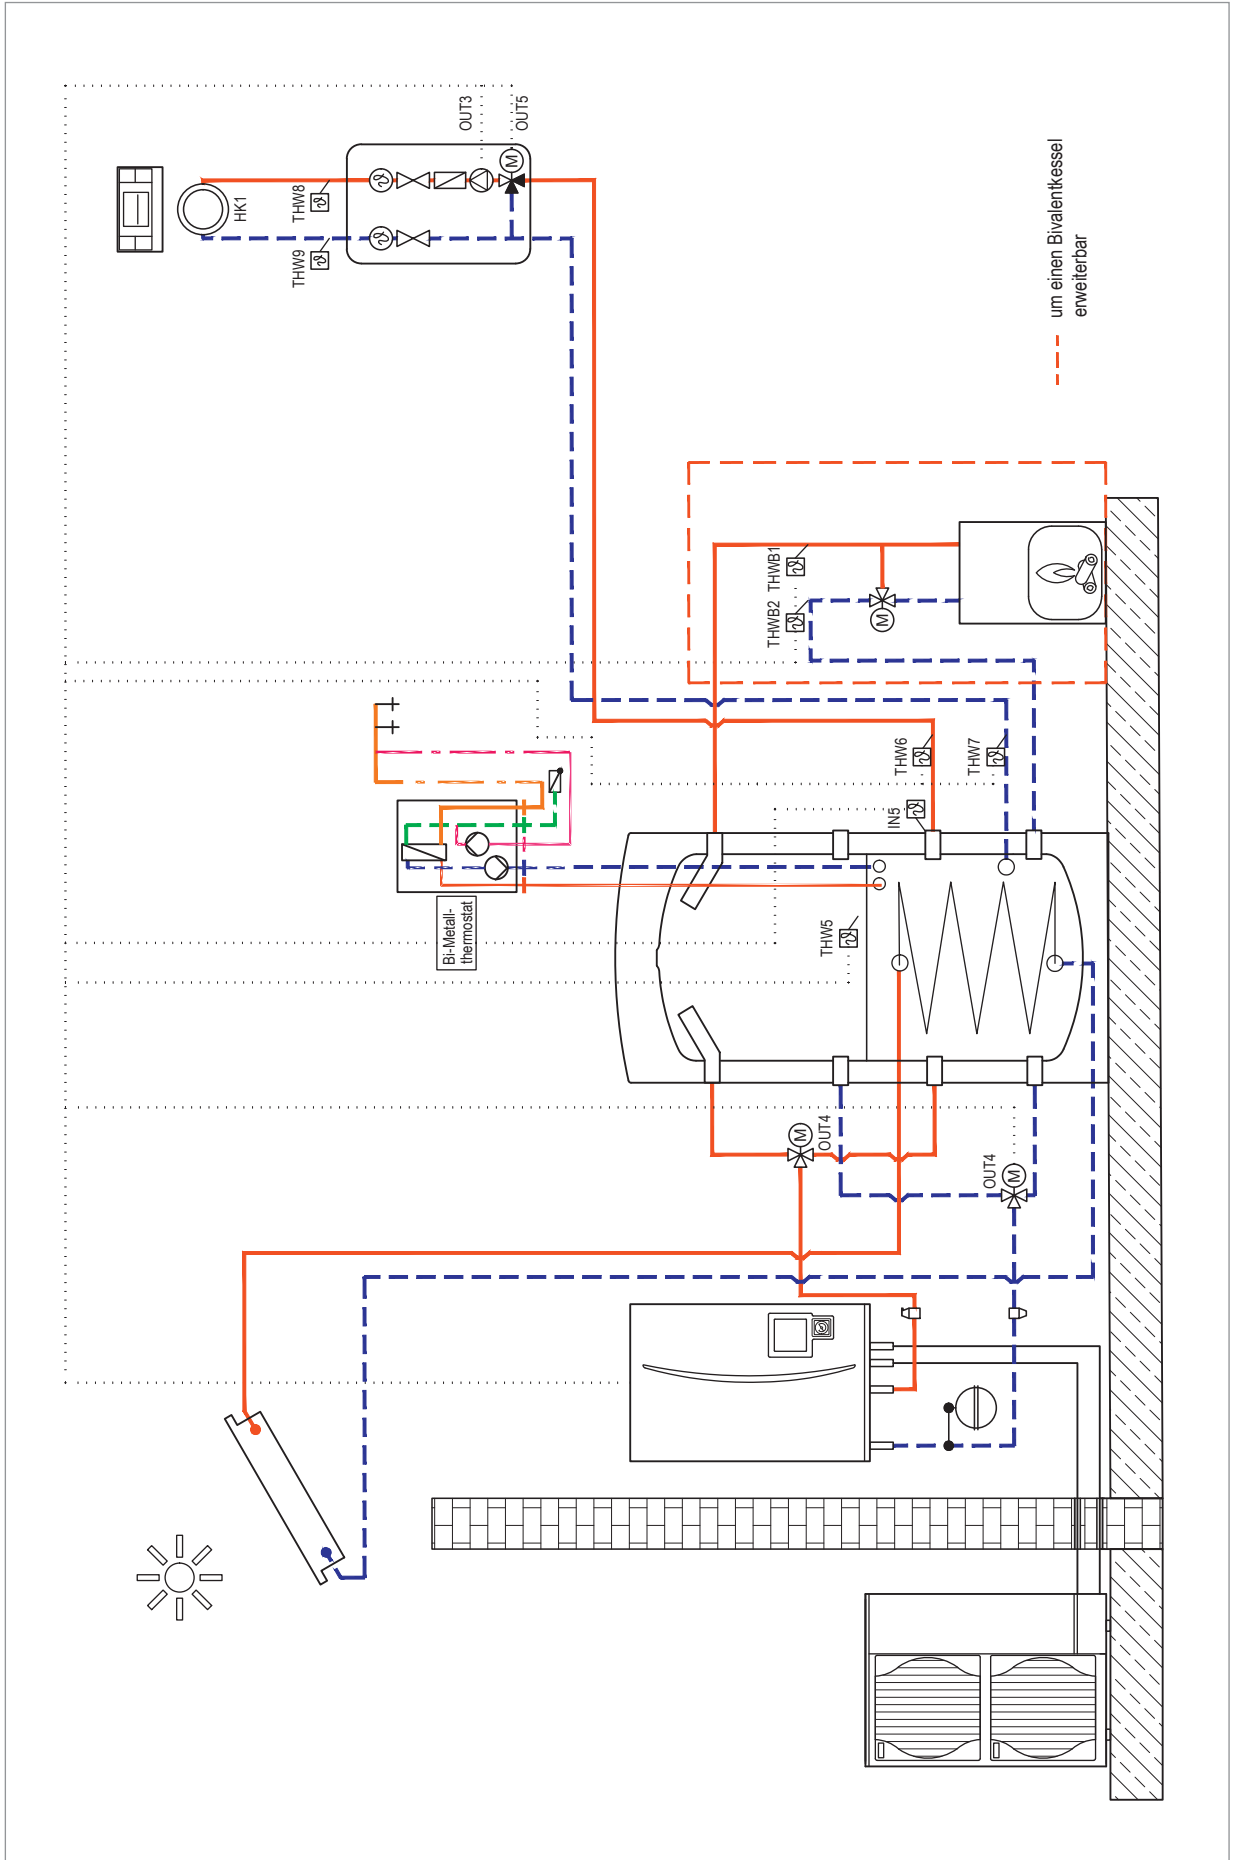 OUT3
OUT5
HK1
THW8
THW9
um einen Bivalentkessel
erweiterbar
THWB1
THWB2
M
M
THW6
THW7
IN5
Bi-Metall-
thermostat
THW5
M
OUT4
OUT4
M